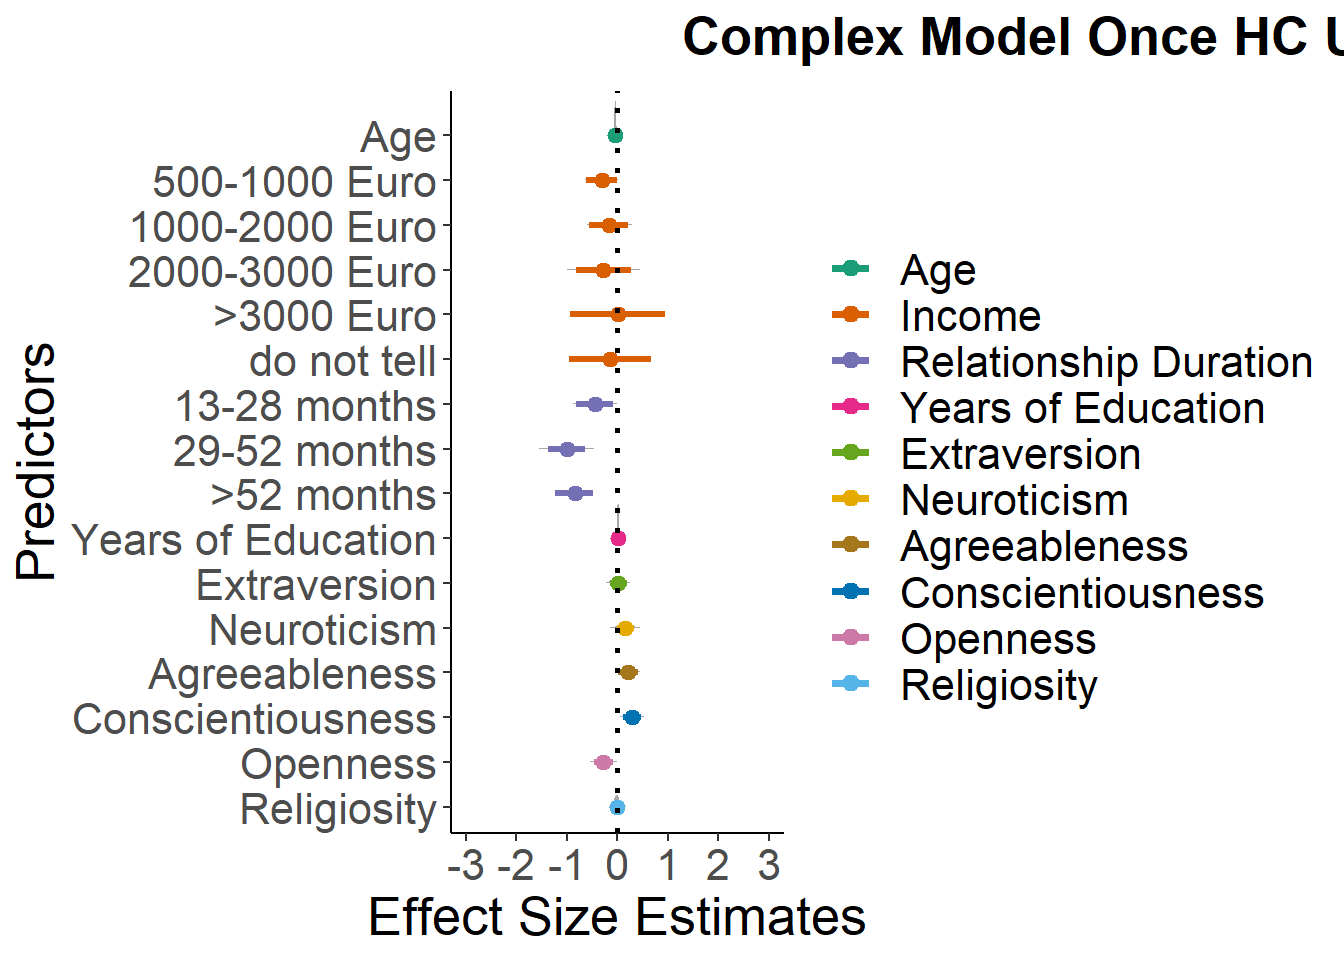 Complex Model Once HC U
Predictors
Age
500-1000 Euro
1000-2000 Euro
2000-3000 Euro
>3000 Euro
do not tell
13-28 months
29-52 months
>52 months
Years of Education
Extraversion
Neuroticism
Agreeableness
Conscientiousness
Openness
Religiosity
-3 -2 -1 0 1 2 3
Effect Size Estimates
Age
Income
Relationship Duration
Years of Education
Extraversion
Neuroticism
Agreeableness
Conscientiousness
Openness
Religiosity